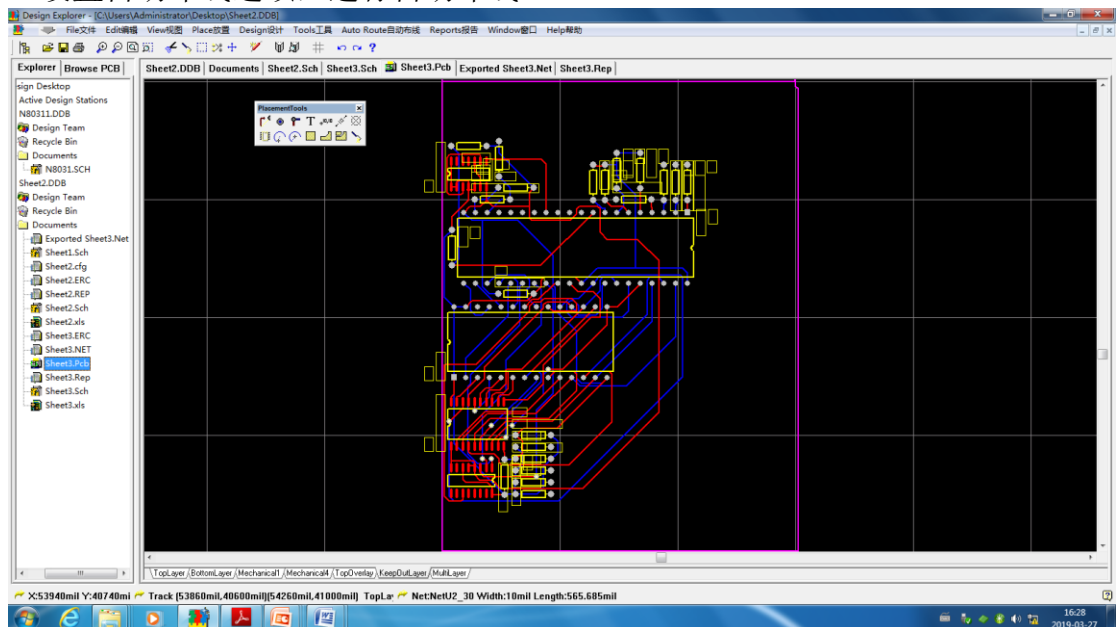 Design Explorer - [C:\Users\Administrator\Desktop\Sheet2.DDB]
File文件 Edit编辑 View视图 Place放置 Design设计 Tools工具 Auto Route自动布线 Reports报告 Window窗口 Help帮助
Explorer Browse PCB Sheet2.DDB Documents Sheet2.Sch Sheet3.Sch Sheet3.Pcb Exported Sheet3.Net Sheet3.Rep
sign Desktop
Active Design Stations
N80311.DDB
Design Team
Recycle Bin
Documents
N8031.SCH
Sheet2.DDB
Design Team
Recycle Bin
Documents
Exported Sheet3.Net
Sheet1.Sch
Sheet2.cfg
Sheet2.ERC
Sheet2.REP
Sheet2.Sch
Sheet2.xls
Sheet3.ERC
Sheet3.NET
Sheet3.Pcb
Sheet3.Rep
Sheet3.Sch
Sheet3.xls
PlacementTools
TopLayer BottomLayer Mechanical1 Mechanical4 TopOverlay KeepOutLayer MultiLayer
X:53940mil Y:40740mi Track (53860mil,40600mil)(54260mil,41000mil) TopLa Net:NetU2_30 Width:10mil Length:565.685mil
16:28
2019-03-27